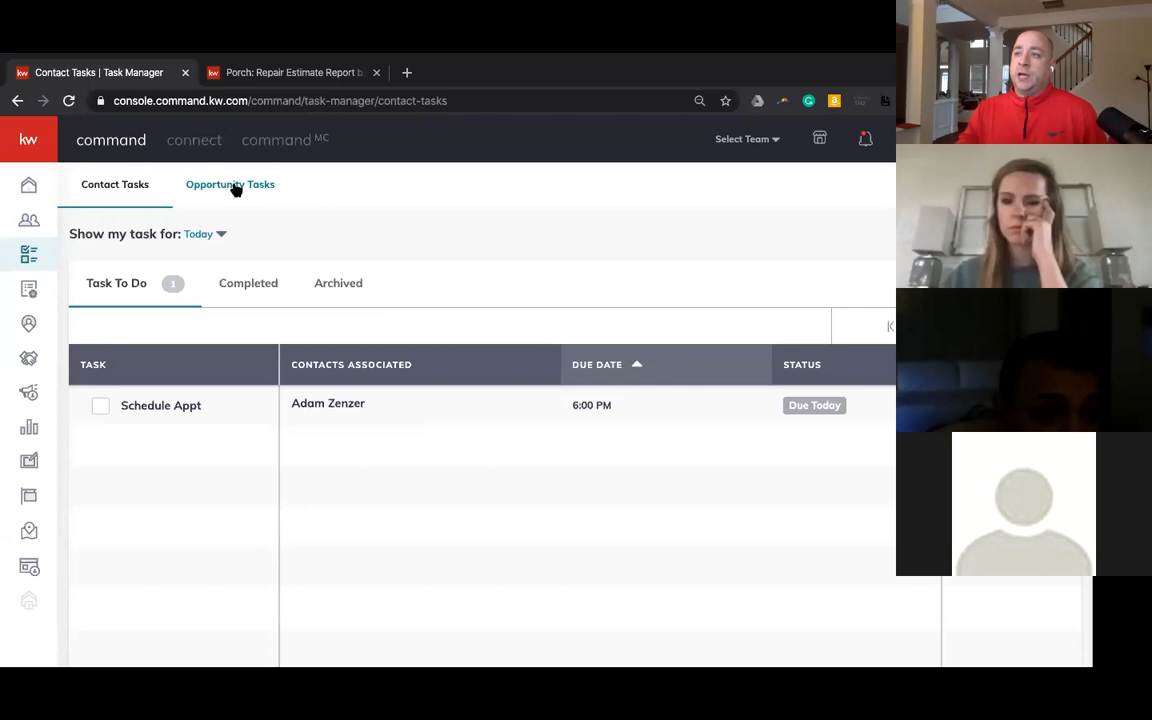 Contact Tasks | Task Manager
Porch: Repair Estimate Report b
console.command.kw.com/command/task-manager/contact-tasks
kw
command connect command MC
Select Team
Contact Tasks Opportunity Tasks
Show my task for: Today
Task To Do 1 Completed Archived
TASK CONTACTS ASSOCIATED DUE DATE STATUS
Schedule Appt Adam Zenzer 6:00 PM Due Today